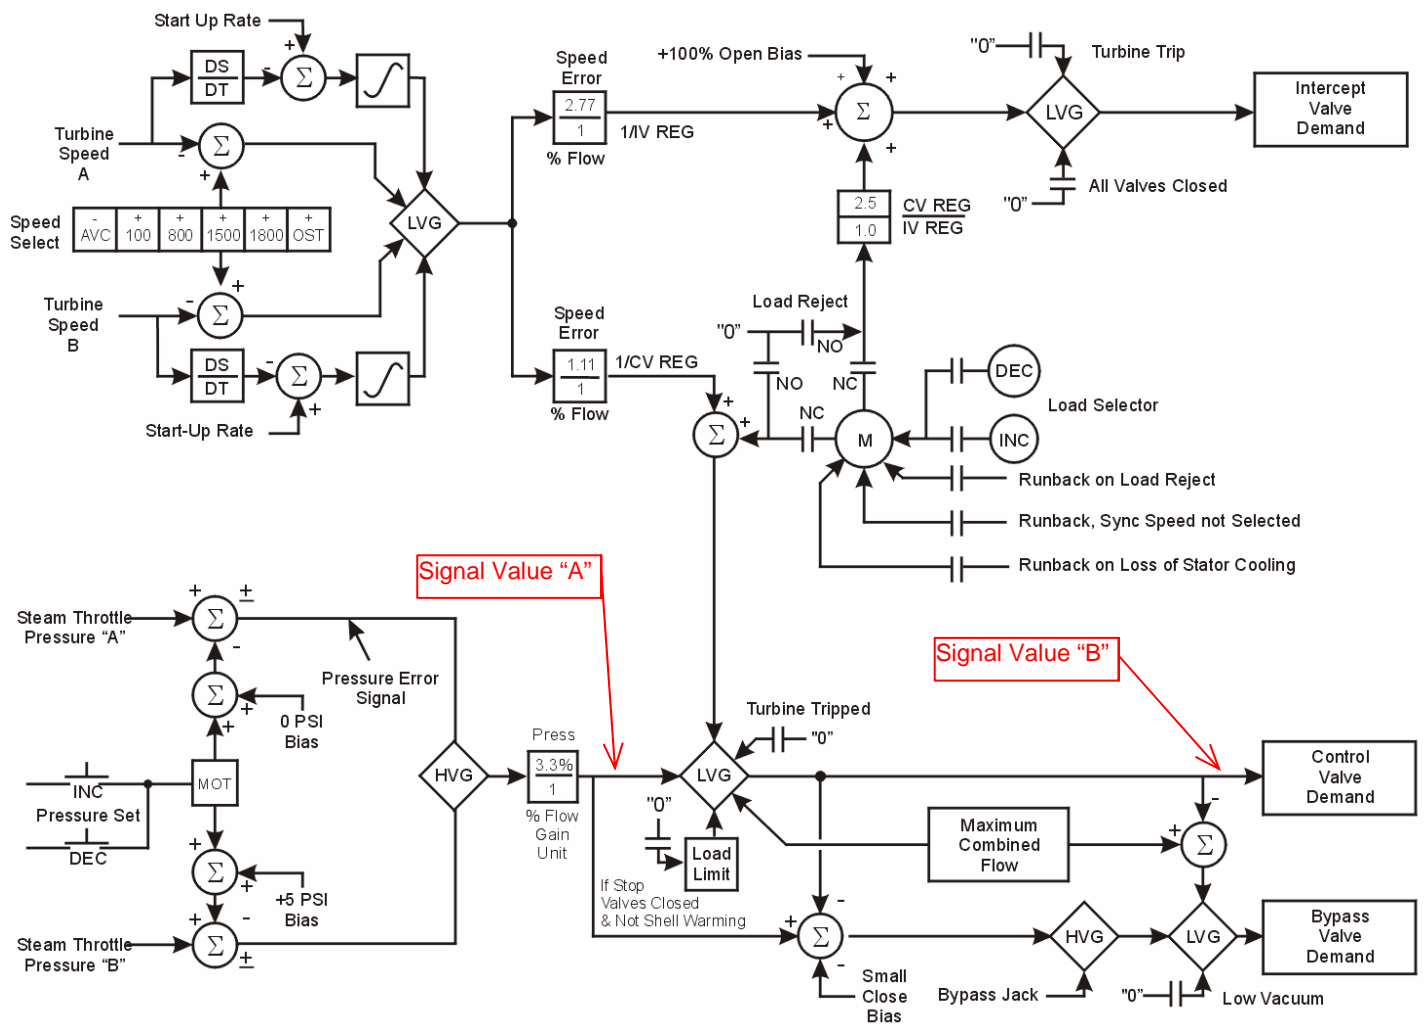 Start Up Rate
+
-
DS
DT
Σ
∫
Turbine
Speed
A
-
Σ
+
Speed
Select
-
AVC
+
100
+
800
+
1500
+
1800
+
OST
LVG
Turbine
Speed
B
-
+
Σ
DS
DT
-
Σ
+
∫
Start-Up Rate
Speed
Error
2.77
1
1/IV REG
% Flow
+100% Open Bias
+
+
+
+
Σ
"0"
Turbine Trip
LVG
"0"
All Valves Closed
Intercept
Valve
Demand
2.5
1.0
CV REG
IV REG
Speed
Error
1.11
1
1/CV REG
% Flow
Load Reject
"0"
NO
NO
NC
NC
+
+
Σ
M
DEC
Load Selector
INC
Runback on Load Reject
Runback, Sync Speed not Selected
Runback on Loss of Stator Cooling
Signal Value “A”
Signal Value “B”
Steam Throttle
Pressure “A”
+
±
Σ
-
Pressure Error
Signal
Σ
+
+
0 PSI
Bias
INC
Pressure Set
DEC
MOT
+
Σ
+
+5 PSI
Bias
+
-
Σ
±
Steam Throttle
Pressure “B”
HVG
Press
3.3%
1
% Flow
Gain
Unit
Turbine Tripped
"0"
LVG
"0"
Load
Limit
If Stop
Valves Closed
& Not Shell Warming
Maximum
Combined
Flow
-
+
Σ
Control
Valve
Demand
-
+
Σ
-
Small
Close
Bias
HVG
Bypass Jack
LVG
"0"
Low Vacuum
Bypass
Valve
Demand